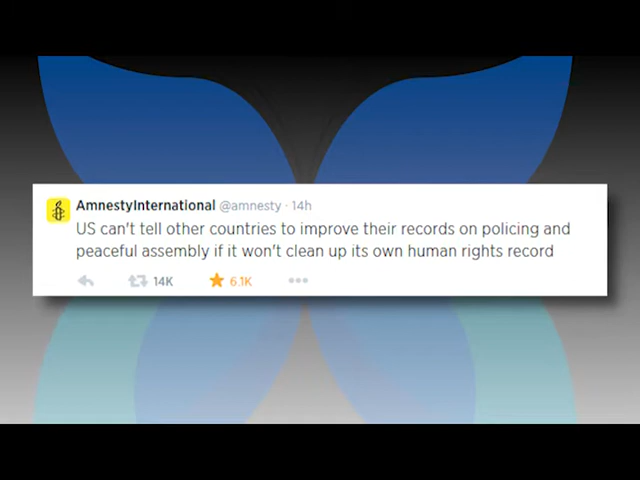 AmnestyInternational @amnesty · 14h
US can't tell other countries to improve their records on policing and
peaceful assembly if it won't clean up its own human rights record
14K 6.1K